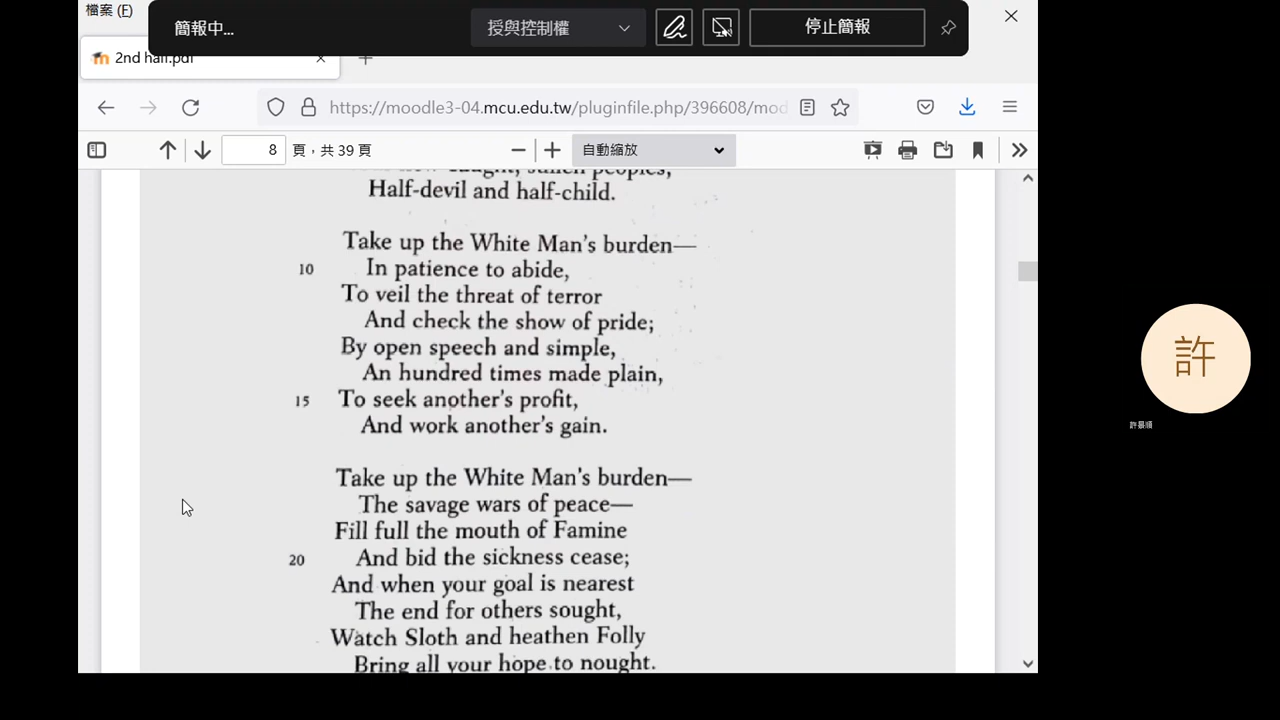 檔案 (F)
簡報中...
授與控制權
停止簡報
2nd half.pdf
https://moodle3-04.mcu.edu.tw/pluginfile.php/396608/mod
8 頁，共 39 頁
自動縮放
peoples,
Half-devil and half-child.
Take up the White Man's burden—
10 In patience to abide,
To veil the threat of terror
And check the show of pride;
By open speech and simple,
An hundred times made plain,
15 To seek another's profit,
And work another's gain.
Take up the White Man's burden—
The savage wars of peace—
Fill full the mouth of Famine
20 And bid the sickness cease;
And when your goal is nearest
The end for others sought,
Watch Sloth and heathen Folly
Bring all your hope to nought.
許
許景順